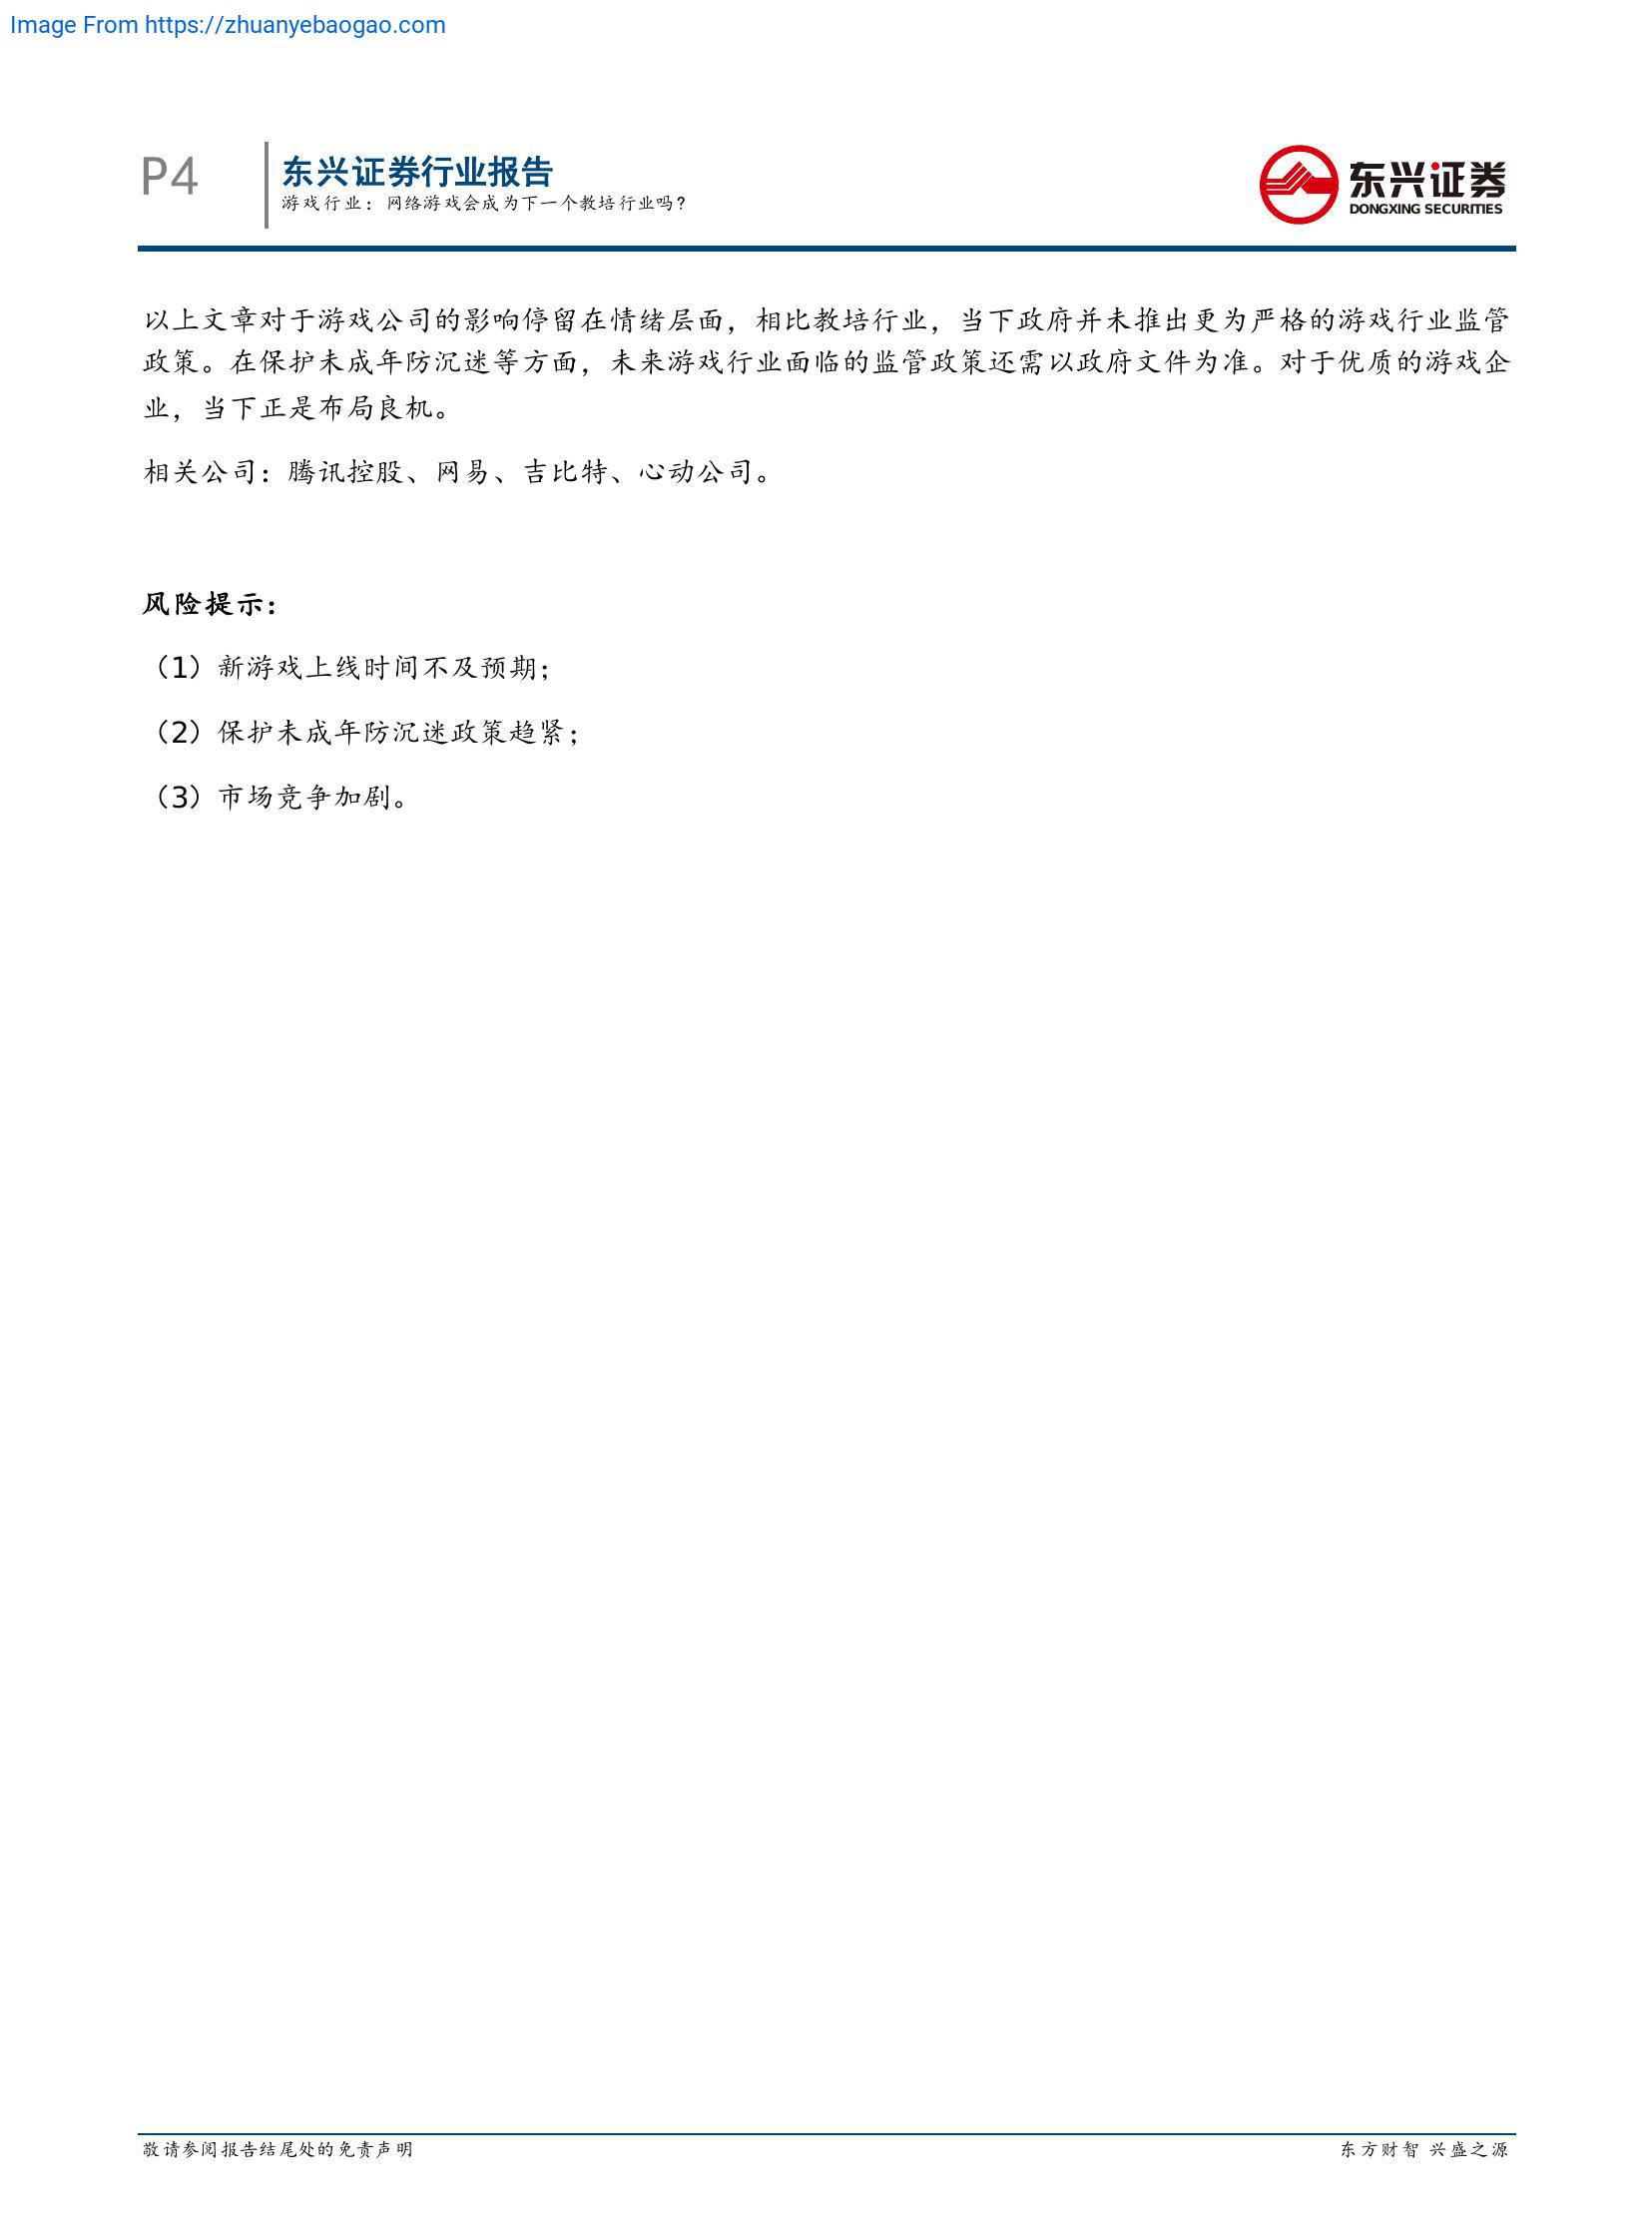 Image From https://zhuanyebaogao.com
P4
东兴证券行业报告
游戏行业：网络游戏会成为下一个教培行业吗？
东兴证券
DONGXING SECURITIES
以上文章对于游戏公司的影响停留在情绪层面，相比教培行业，当下政府并未推出更为严格的游戏行业监管
政策。在保护未成年防沉迷等方面，未来游戏行业面临的监管政策还需以政府文件为准。对于优质的游戏企
业，当下正是布局良机。
相关公司：腾讯控股、网易、吉比特、心动公司。
风险提示：
（1）新游戏上线时间不及预期；
（2）保护未成年防沉迷政策趋紧；
（3）市场竞争加剧。
敬请参阅报告结尾处的免责声明
东方财智 兴盛之源